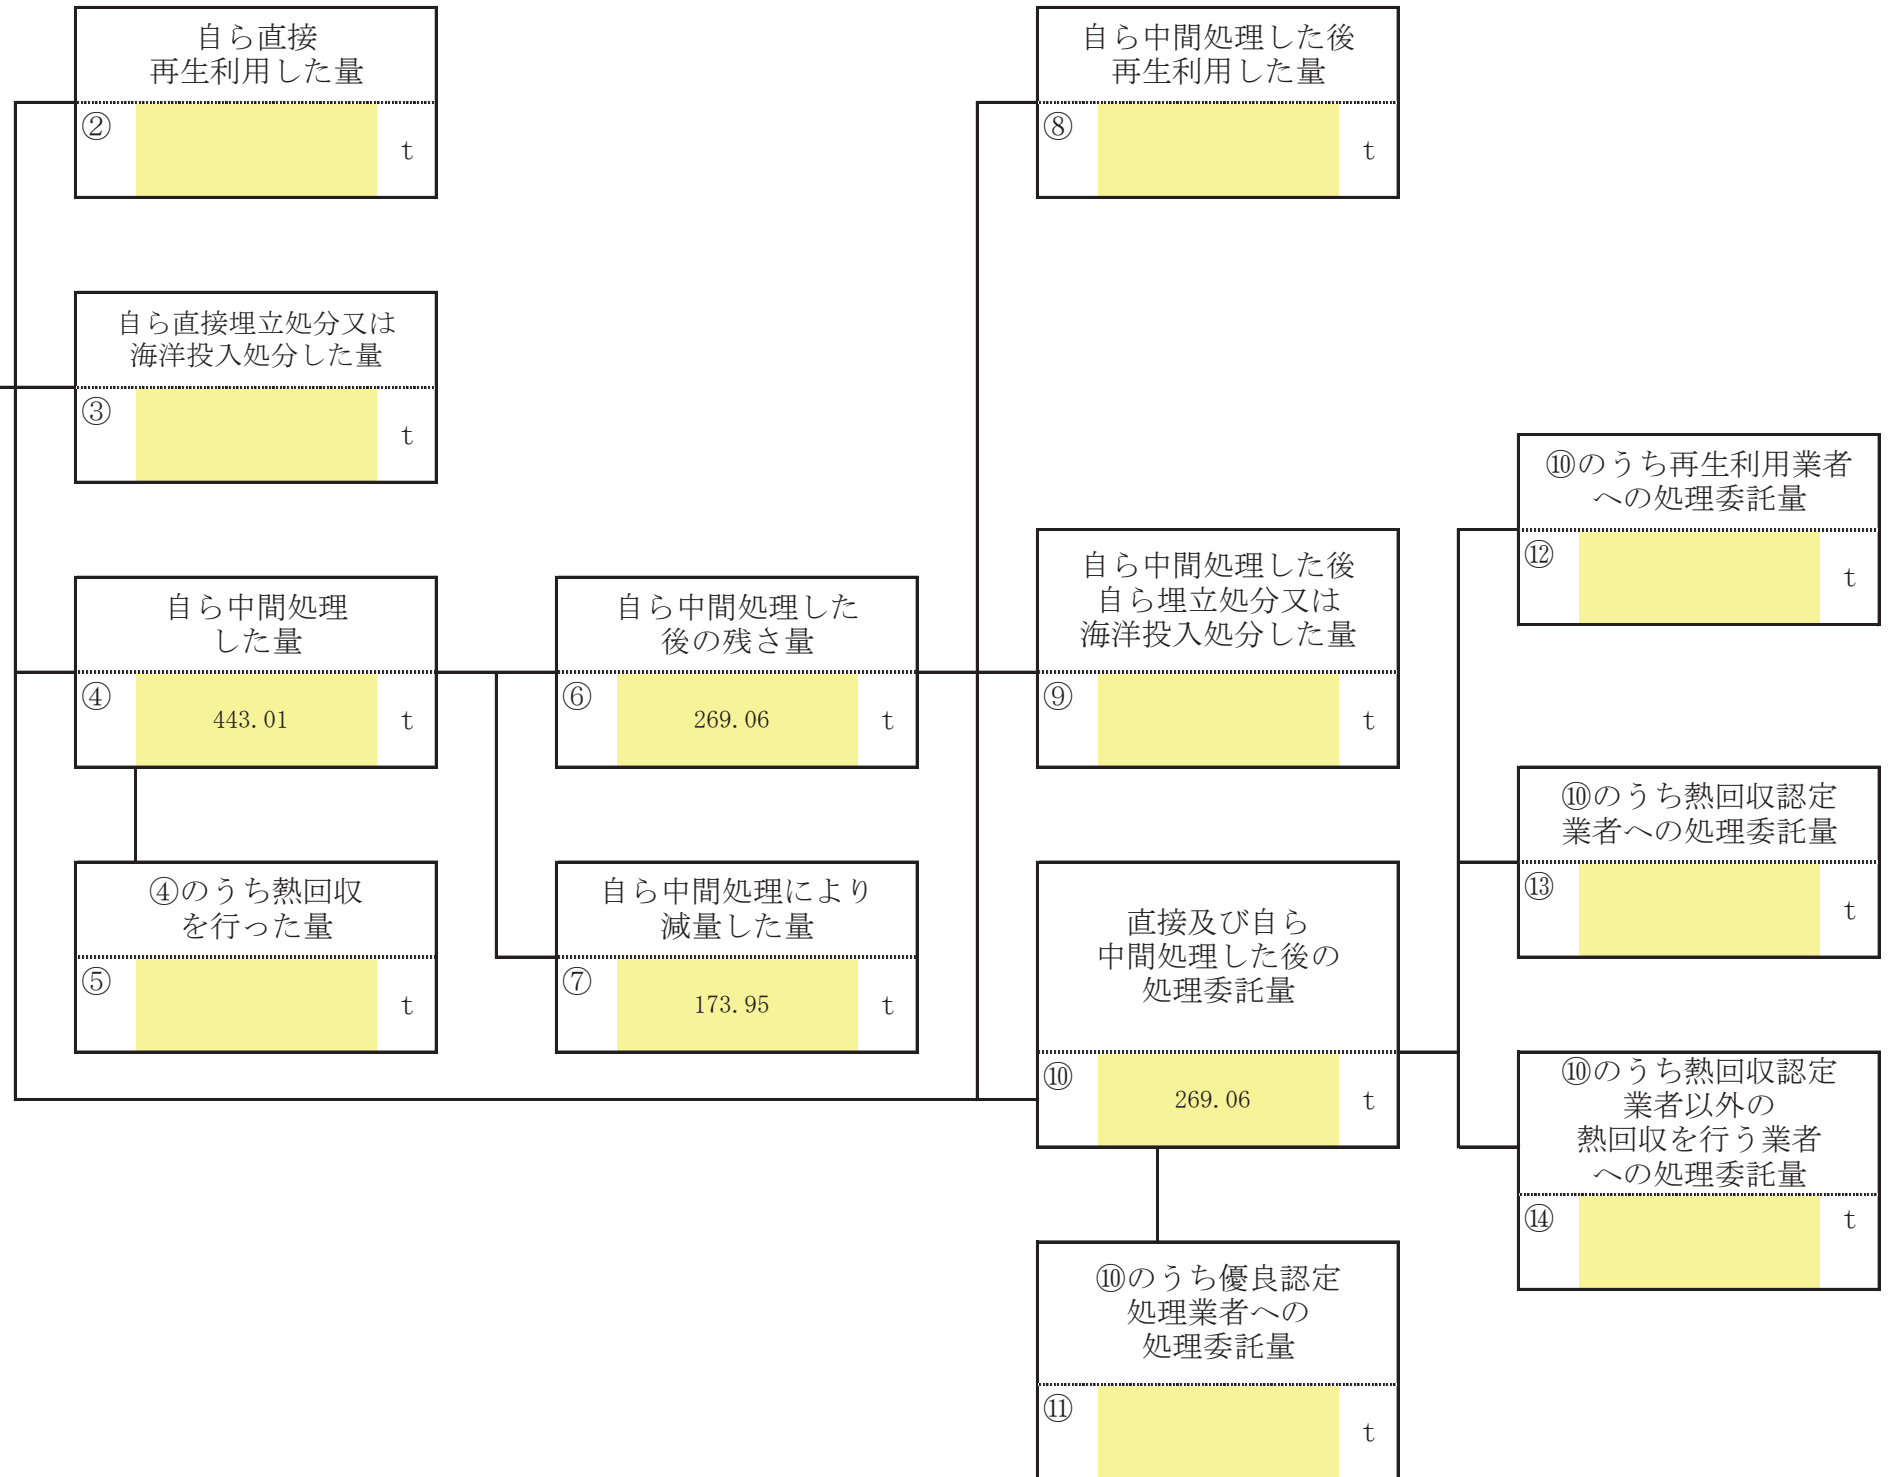 自ら直接
再生利用した量
②
t
自ら直接埋立処分又は
海洋投入処分した量
③
t
自ら中間処理
した量
④
443.01
t
④のうち熱回収
を行った量
⑤
t
自ら中間処理した
後の残さ量
⑥
269.06
t
自ら中間処理により
減量した量
⑦
173.95
t
自ら中間処理した後
再生利用した量
⑧
t
自ら中間処理した後
自ら埋立処分又は
海洋投入処分した量
⑨
t
直接及び自ら
中間処理した後の
処理委託量
⑩
269.06
t
⑩のうち優良認定
処理業者への
処理委託量
⑪
t
⑩のうち再生利用業者
への処理委託量
⑫
t
⑩のうち熱回収認定
業者への処理委託量
⑬
t
⑩のうち熱回収認定
業者以外の
熱回収を行う業者
への処理委託量
⑭
t